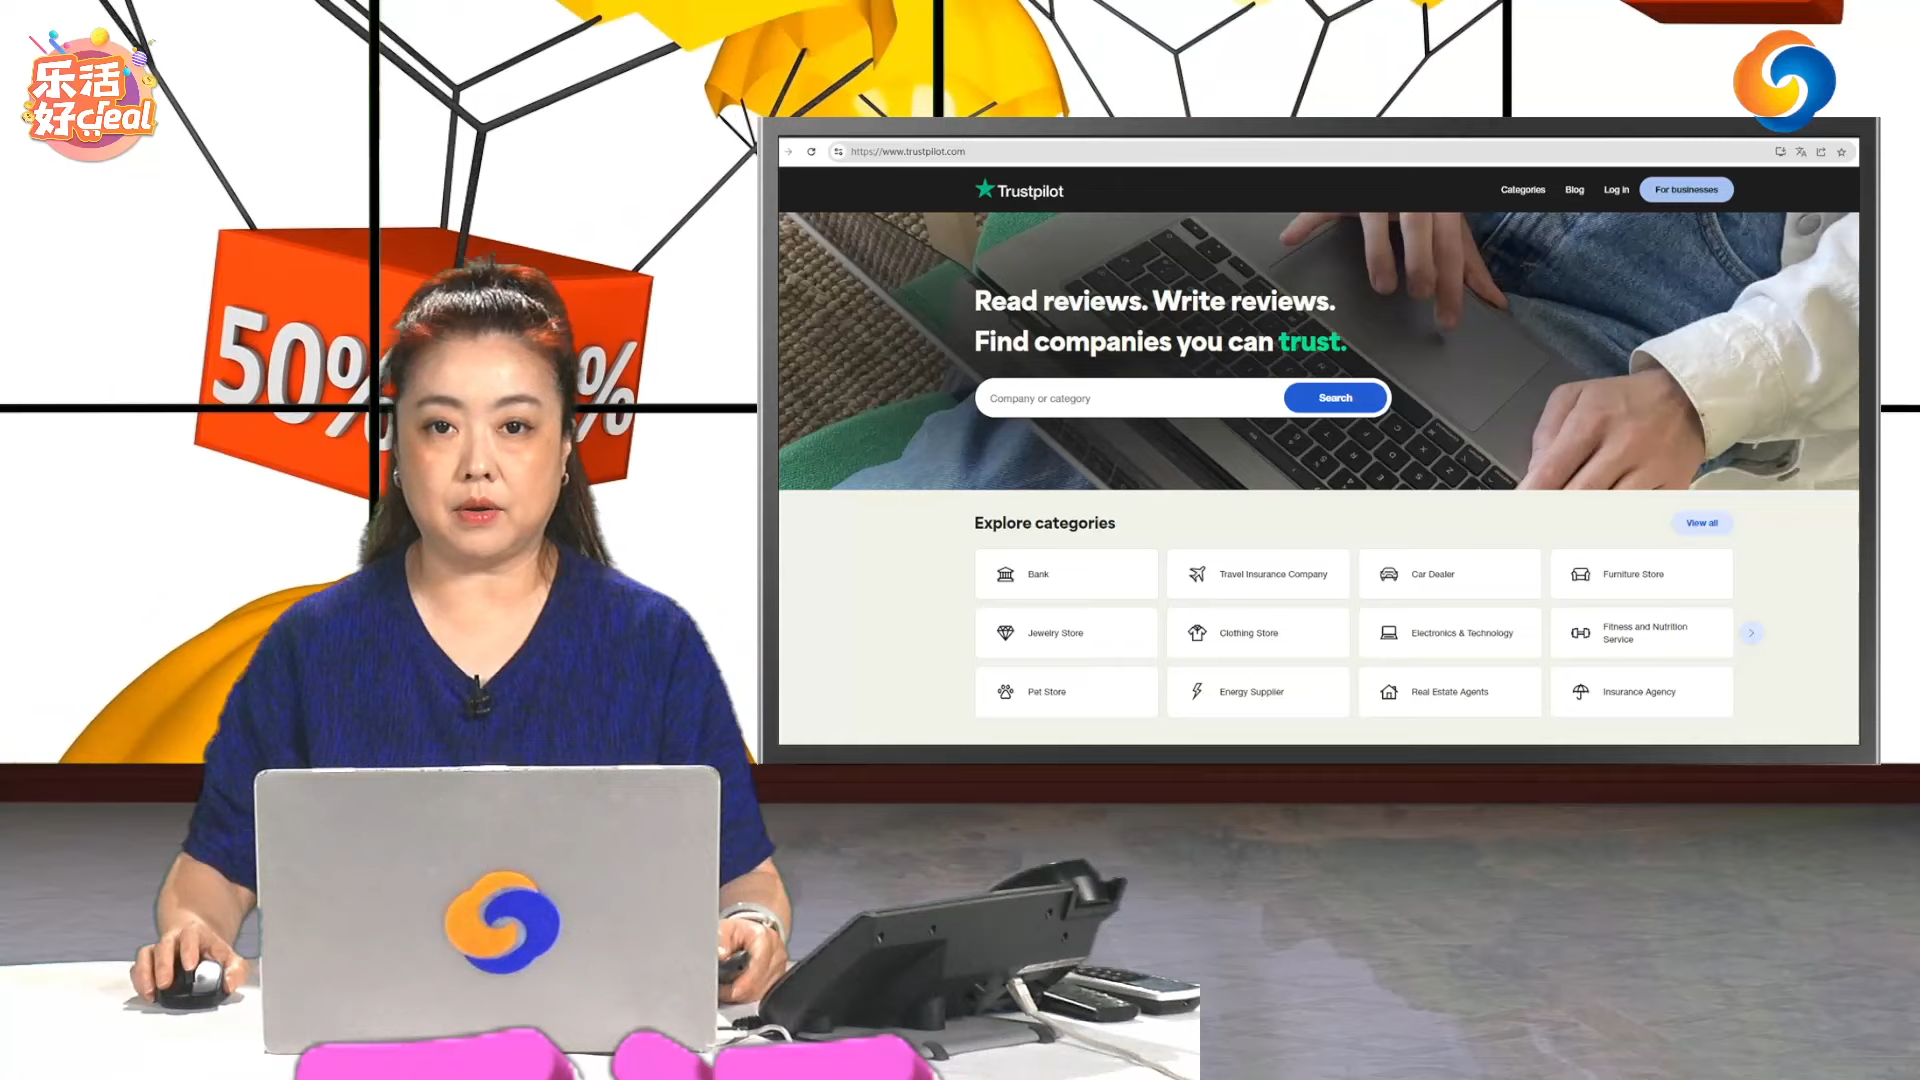 乐活
好deal
50%
%
https://www.trustpilot.com
Trustpilot
Categories
Blog
Log in
For businesses
Read reviews. Write reviews.
Find companies you can trust.
Company or category
Search
Explore categories
View all
Bank
Travel Insurance Company
Car Dealer
Furniture Store
Jewelry Store
Clothing Store
Electronics & Technology
Fitness and Nutrition
Service
Pet Store
Energy Supplier
Real Estate Agents
Insurance Agency